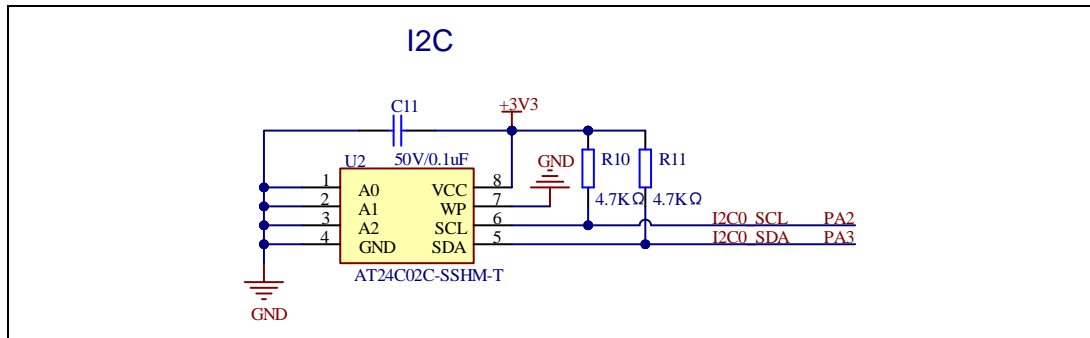 I2C
C11
+3V3
U2
50V/0.1uF
GND
R10
R11
1
A0
VCC
8
2
A1
WP
7
4.7KΩ
4.7KΩ
3
A2
SCL
6
I2C0_SCL
PA2
4
GND
SDA
5
I2C0_SDA
PA3
AT24C02C-SSHM-T
GND